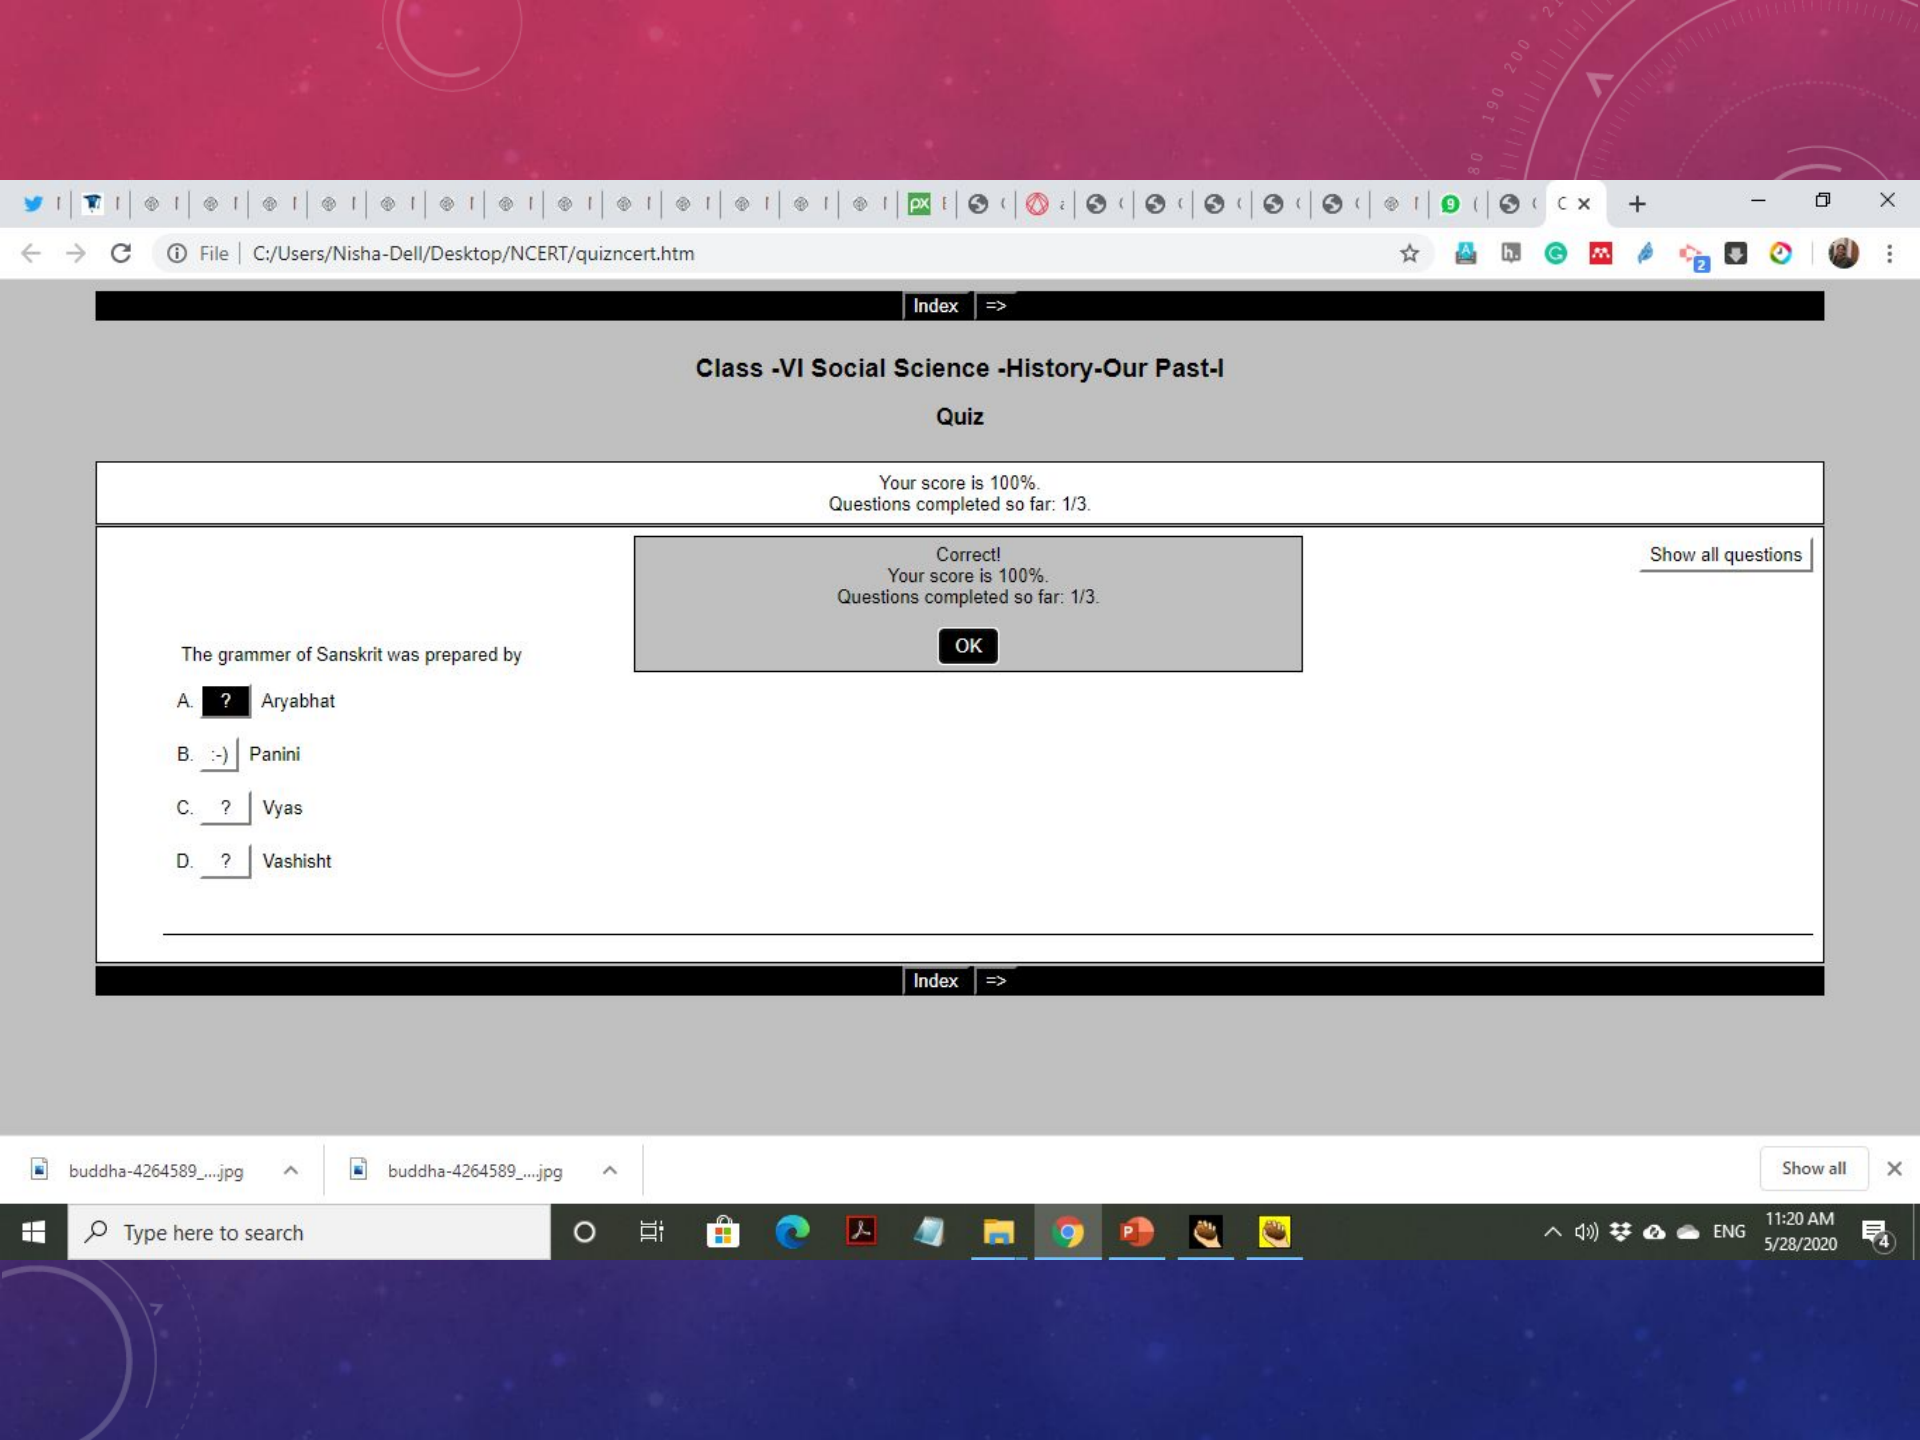 File C:/Users/Nisha-Dell/Desktop/NCERT/quizncert.htm
Index =>
Class -VI Social Science -History-Our Past-I
Quiz
Your score is 100%.
Questions completed so far: 1/3.
Correct!
Your score is 100%.
Questions completed so far: 1/3.
OK
Show all questions
The grammer of Sanskrit was prepared by
A. ? Aryabhat
B. :-) Panini
C. ? Vyas
D. ? Vashisht
Index =>
buddha-4264589_....jpg buddha-4264589_....jpg Show all
Type here to search
ENG
11:20 AM
5/28/2020
4